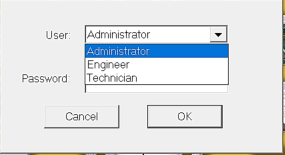 User: Administrator
Administrator
Engineer
Technician
Password:
Cancel OK